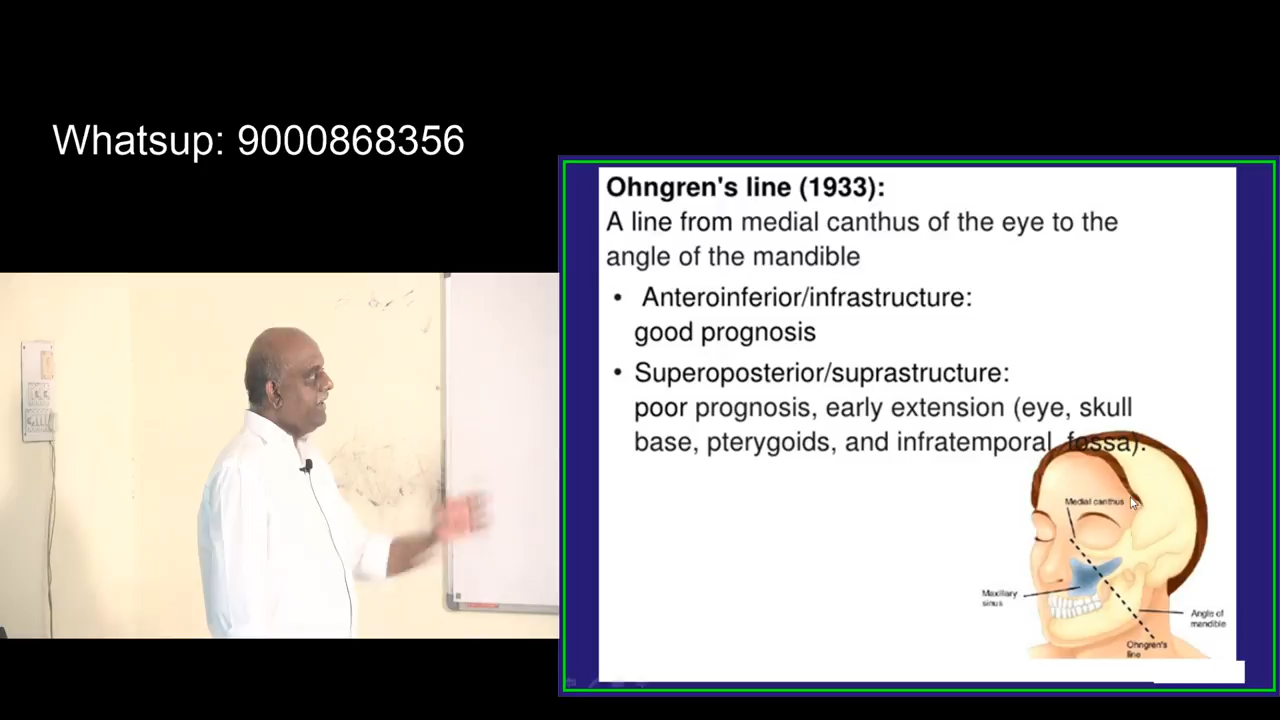 Whatsup: 9000868356
Ohngren's line (1933):
A line from medial canthus of the eye to the
angle of the mandible
• Anteroinferior/infrastructure:
good prognosis
• Superoposterior/suprastructure:
poor prognosis, early extension (eye, skull
base, pterygoids, and infratemporal fossa).
Medial canthus
Maxillary
sinus
Angle of
mandible
Ohngren's
line